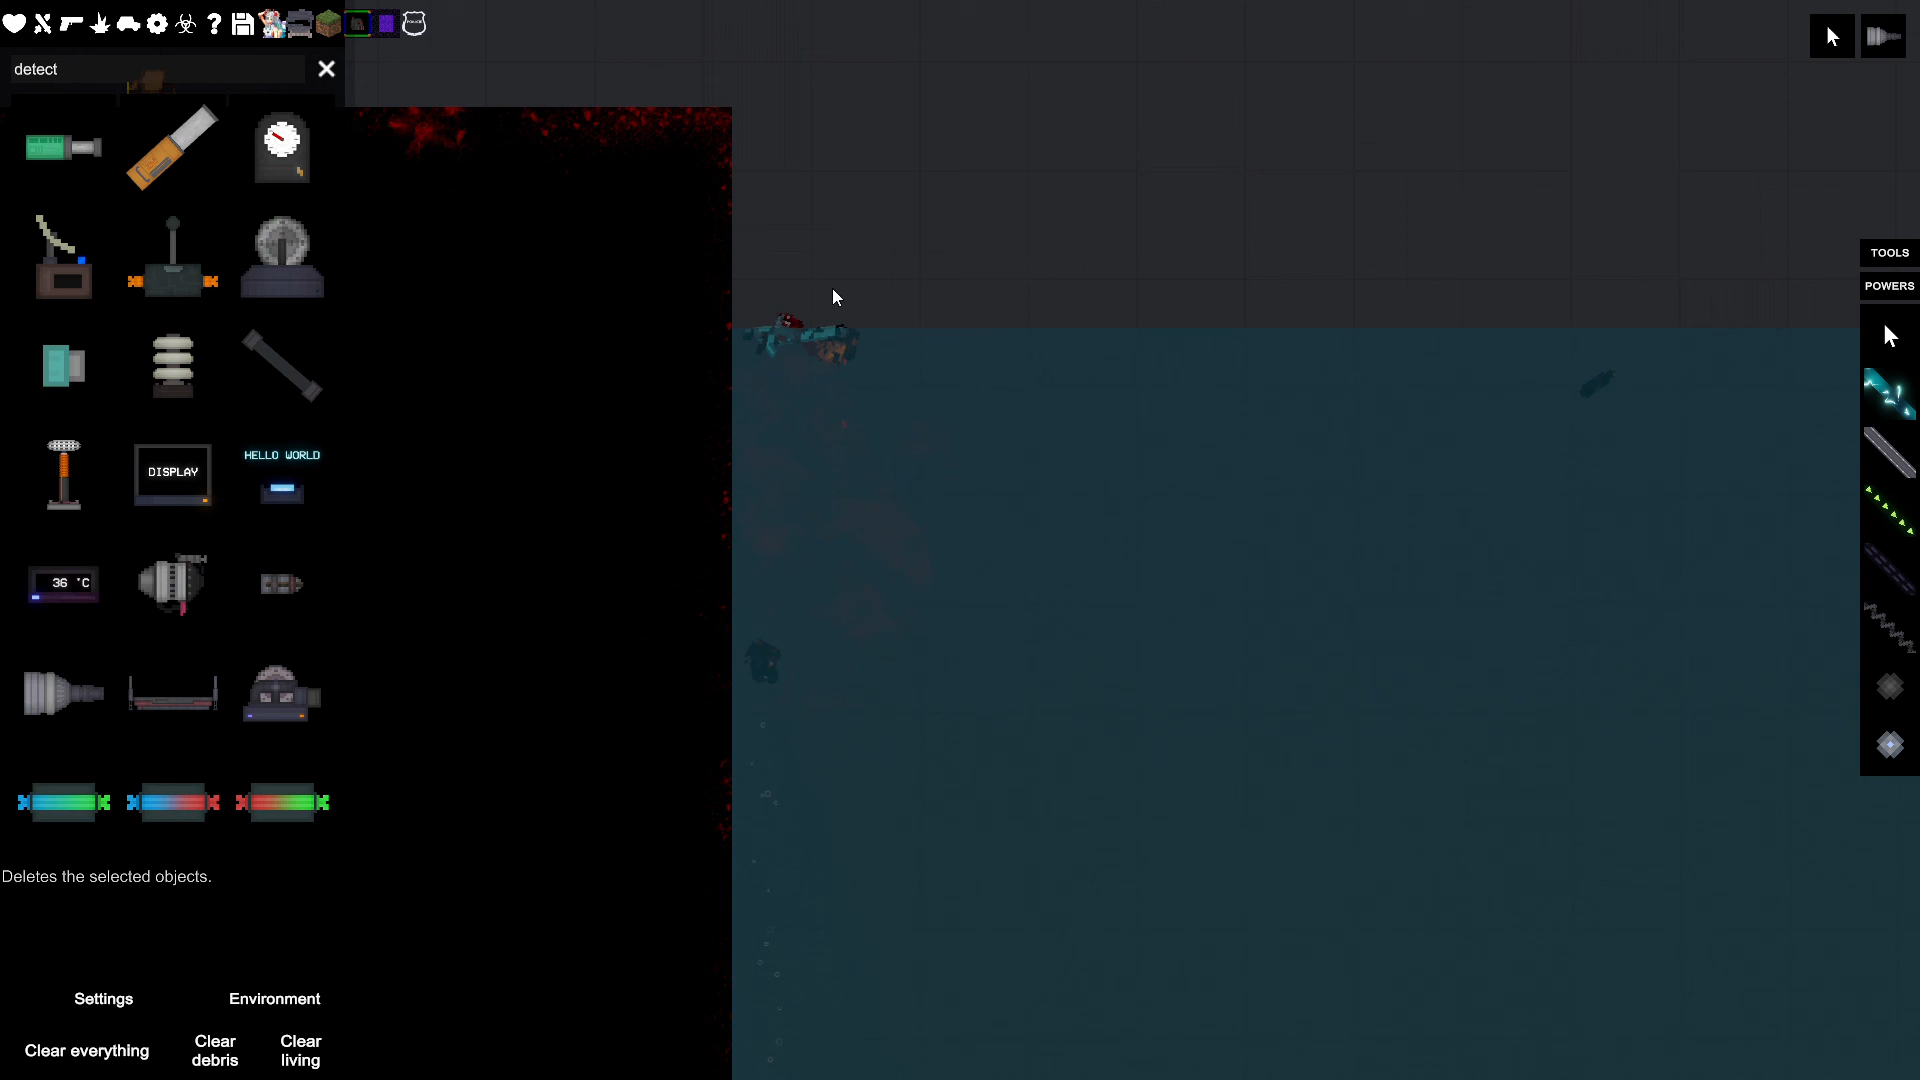 detect
TOOLS
POWERS
HELLO WORLD
DISPLAY
36 °C
Deletes the selected objects.
Settings
Environment
Clear everything
Clear debris
Clear living